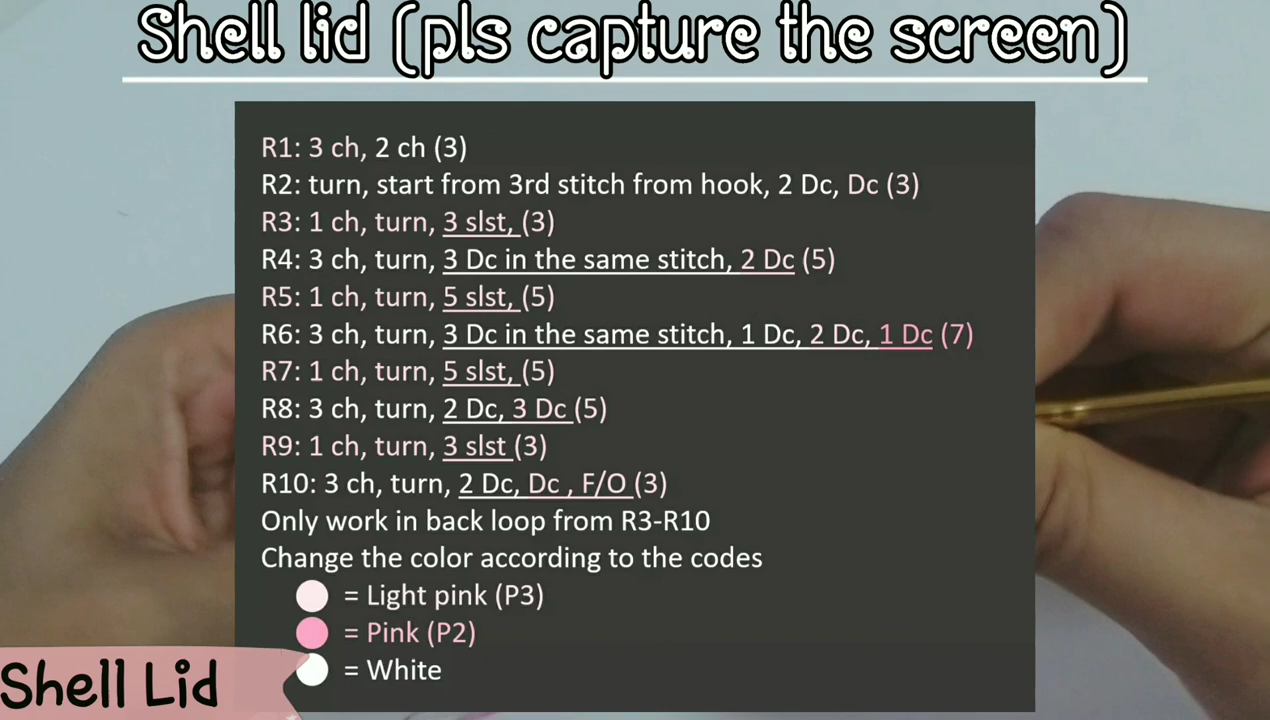 Shell lid (pls capture the screen)
R1: 3 ch, 2 ch (3)
R2: turn, start from 3rd stitch from hook, 2 Dc, Dc (3)
R3: 1 ch, turn, 3 slst, (3)
R4: 3 ch, turn, 3 Dc in the same stitch, 2 Dc (5)
R5: 1 ch, turn, 5 slst, (5)
R6: 3 ch, turn, 3 Dc in the same stitch, 1 Dc, 2 Dc, 1 Dc (7)
R7: 1 ch, turn, 5 slst, (5)
R8: 3 ch, turn, 2 Dc, 3 Dc (5)
R9: 1 ch, turn, 3 slst (3)
R10: 3 ch, turn, 2 Dc, Dc , F/O (3)
Only work in back loop from R3-R10
Change the color according to the codes
= Light pink (P3)
= Pink (P2)
= White
Shell Lid